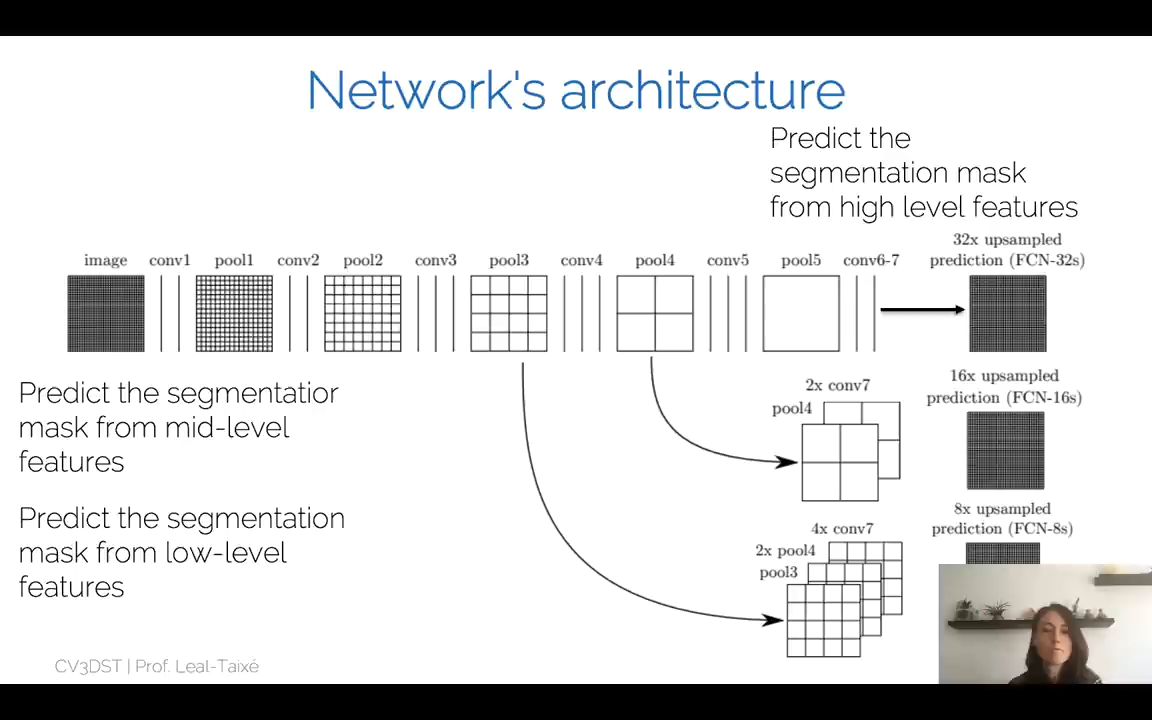 Network's architecture
Predict the
segmentation mask
from high level features
32x upsampled
prediction (FCN-32s)
image conv1 pool1 conv2 pool2 conv3 pool3 conv4 pool4 conv5 pool5 conv6-7
Predict the segmentatior
mask from mid-level
features
2x conv7
pool4
16x upsampled
prediction (FCN-16s)
Predict the segmentation
mask from low-level
features
4x conv7
2x pool4
pool3
8x upsampled
prediction (FCN-8s)
CV3DST | Prof. Leal-Taixé